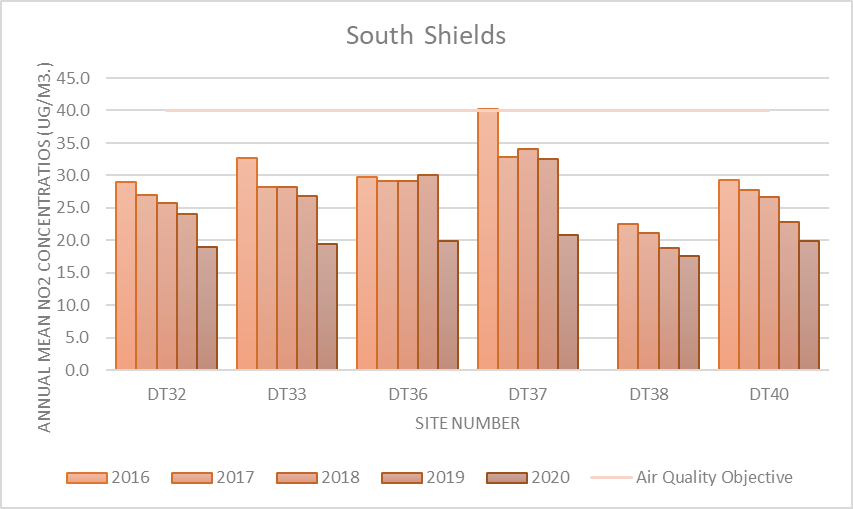 South Shields
ANNUAL MEAN NO2 CONCENTRATIOS (UG/M3.)
45.0
40.0
35.0
30.0
25.0
20.0
15.0
10.0
5.0
0.0
DT32 DT33 DT36 DT37 DT38 DT40
SITE NUMBER
2016 2017 2018 2019 2020 Air Quality Objective